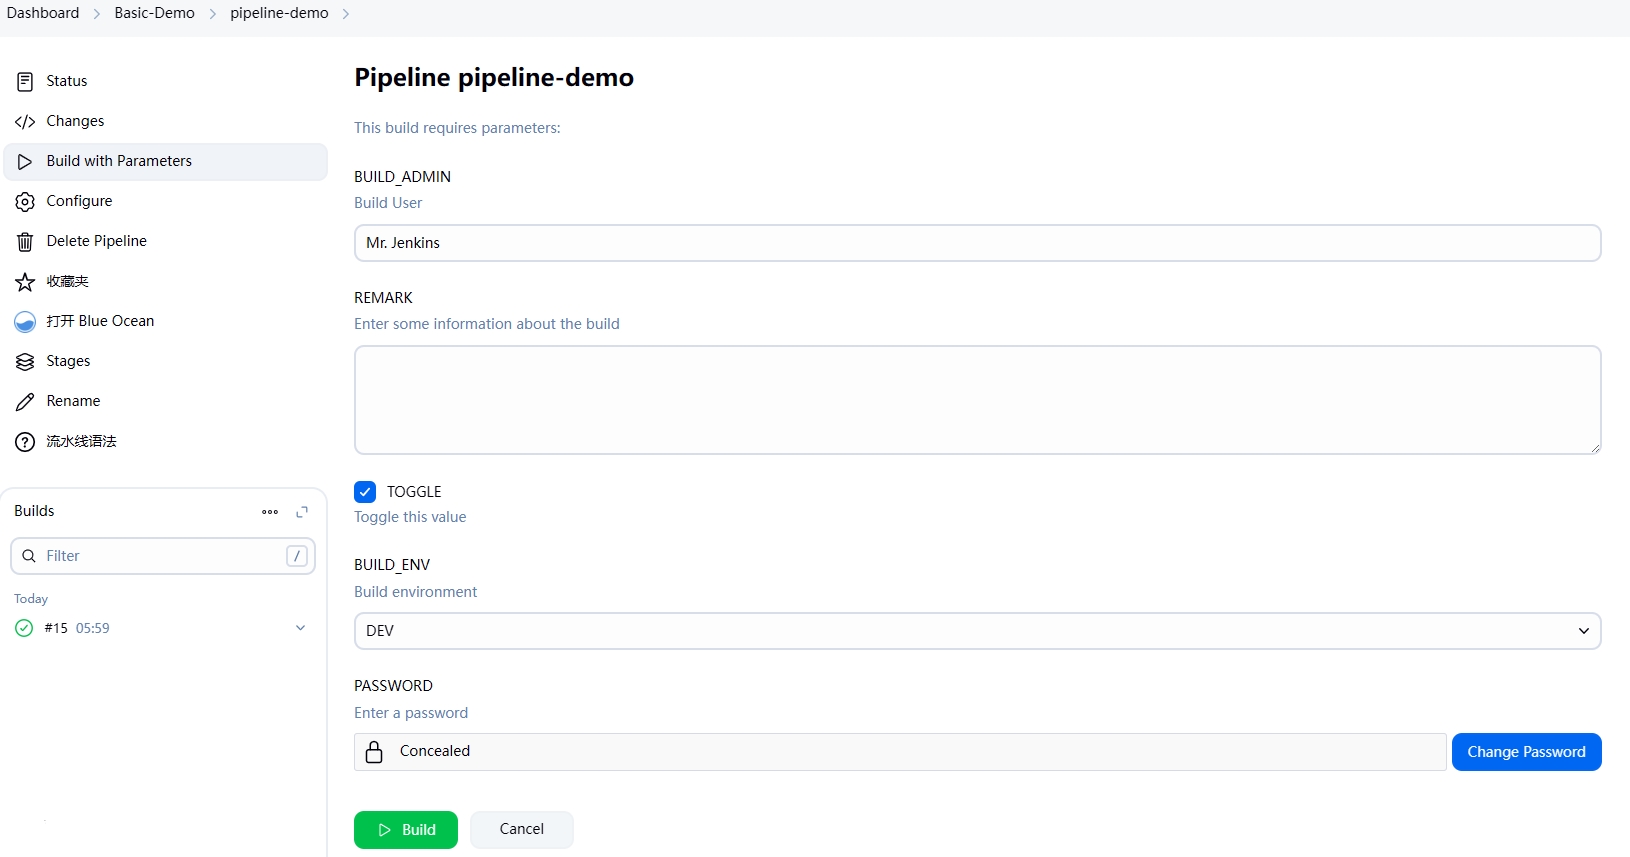 Dashboard > Basic-Demo > pipeline-demo >
Status
Changes
Build with Parameters
Configure
Delete Pipeline
收藏夹
打开 Blue Ocean
Stages
Rename
流水线语法
Builds
Filter /
Today
#15 05:59
Pipeline pipeline-demo
This build requires parameters:
BUILD_ADMIN
Build User
Mr. Jenkins
REMARK
Enter some information about the build
TOGGLE
Toggle this value
BUILD_ENV
Build environment
DEV
PASSWORD
Enter a password
Concealed Change Password
Build Cancel